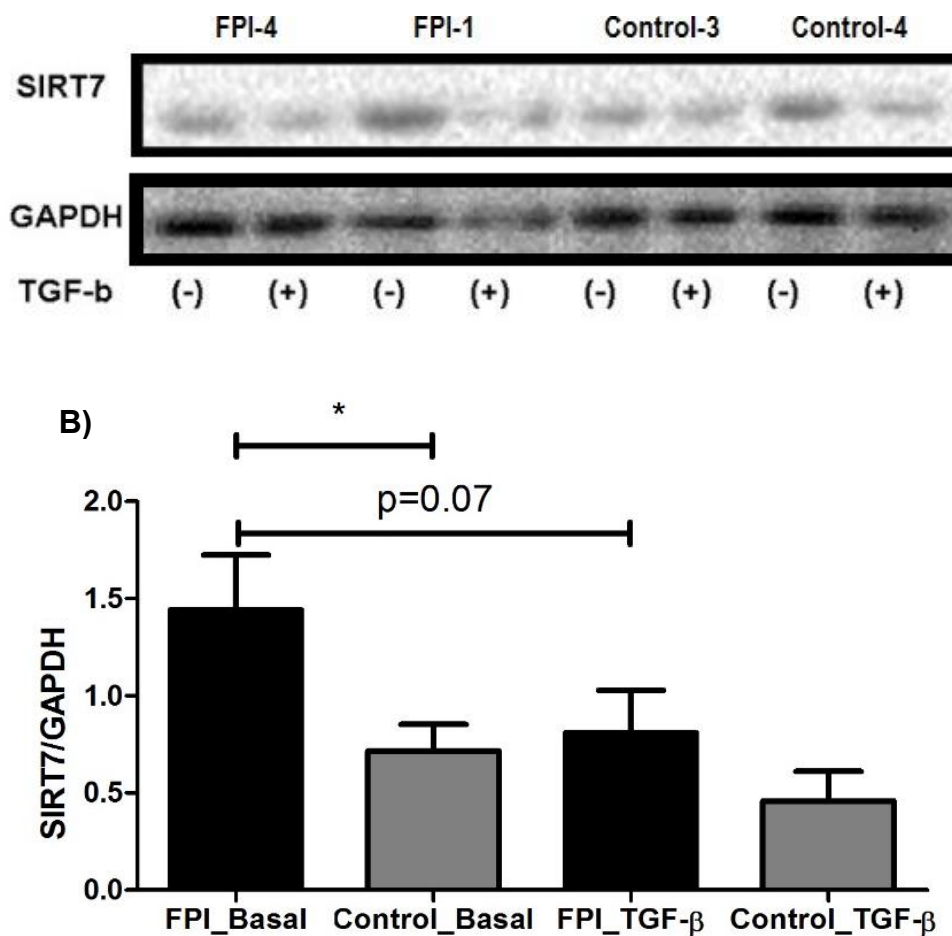 FPI-4 FPI-1 Control-3 Control-4
SIRT7
GAPDH
TGF-b (-) (+) (-) (+) (-) (+) (-) (+)
B)
*
p=0.07
2.0
1.5
1.0
0.5
0.0
SIRT7/GAPDH
FPI_Basal Control_Basal FPI_TGF-β Control_TGF-β